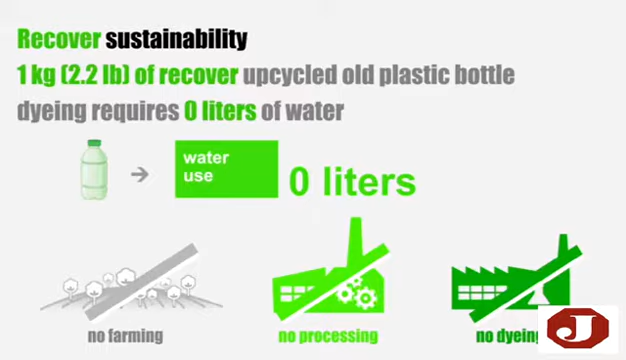 Recover sustainability
1 kg (2.2 lb) of recover upcycled old plastic bottle
dyeing requires 0 liters of water
water
use
0 liters
no farming
no processing
no dyeing
J